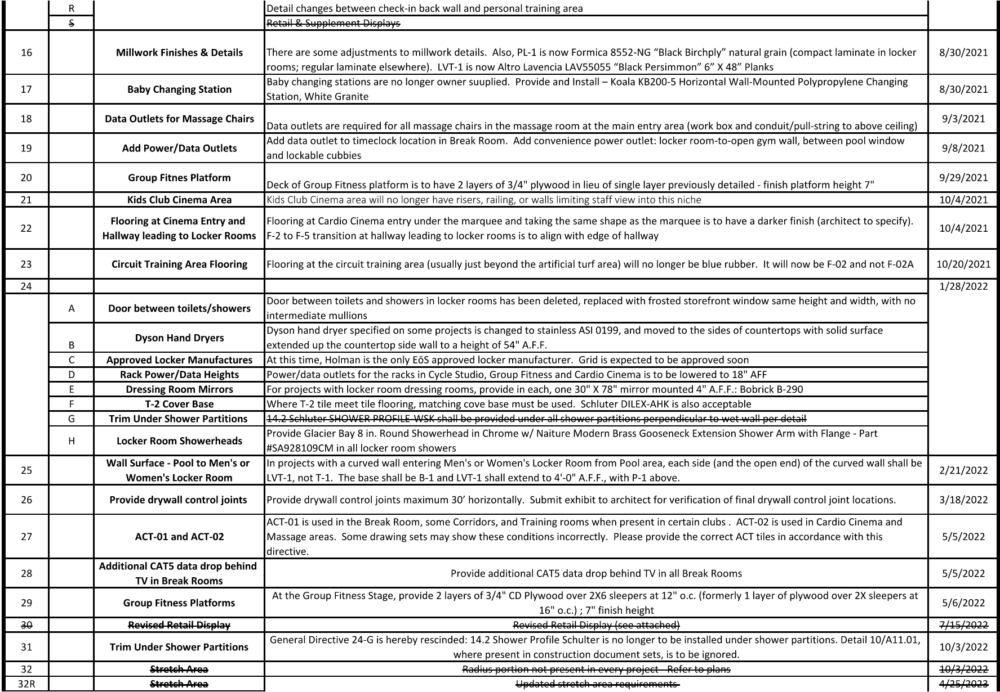 R Detail changes between check-in back wall and personal training area
S Retail & Supplement Displays
16 Millwork Finishes & Details There are some adjustments to millwork details.  Also, PL-1 is now Formica 8552-NG “Black Birchply” natural grain (compact laminate in locker 8/30/2021
rooms; regular laminate elsewhere).  LVT-1 is now Altro Lavencia LAV55055 “Black Persimmon” 6” X 48” Planks
17 Baby Changing Station Baby changing stations are no longer owner suuplied.  Provide and Install – Koala KB200-5 Horizontal Wall-Mounted Polypropylene Changing 8/30/2021
Station, White Granite
18 Data Outlets for Massage Chairs Data outlets are required for all massage chairs in the massage room at the main entry area (work box and conduit/pull-string to above ceiling) 9/3/2021
19 Add Power/Data Outlets Add data outlet to timeclock location in Break Room.  Add convenience power outlet: locker room-to-open gym wall, between pool window 9/8/2021
and lockable cubbies
20 Group Fitnes Platform Deck of Group Fitness platform is to have 2 layers of 3/4" plywood in lieu of single layer previously detailed - finish platform height 7" 9/29/2021
21 Kids Club Cinema Area Kids Club Cinema area will no longer have risers, railing, or walls limiting staff view into this niche 10/4/2021
22 Flooring at Cinema Entry and Flooring at Cardio Cinema entry under the marquee and taking the same shape as the marquee is to have a darker finish (architect to specify). 10/4/2021
Hallway leading to Locker Rooms F-2 to F-5 transition at hallway leading to locker rooms is to align with edge of hallway
23 Circuit Training Area Flooring Flooring at the circuit training area (usually just beyond the artificial turf area) will no longer be blue rubber.  It will now be F-02 and not F-02A 10/20/2021
24 1/28/2022
A Door between toilets/showers Door between toilets and showers in locker rooms has been deleted, replaced with frosted storefront window same height and width, with no
intermediate mullions
B Dyson Hand Dryers Dyson hand dryer specified on some projects is changed to stainless ASI 0199, and moved to the sides of countertops with solid surface
extended up the countertop side wall to a height of 54" A.F.F.
C Approved Locker Manufactures At this time, Holman is the only EōS approved locker manufacturer.  Grid is expected to be approved soon
D Rack Power/Data Heights Power/data outlets for the racks in Cycle Studio, Group Fitness and Cardio Cinema is to be lowered to 18" AFF
E Dressing Room Mirrors For projects with locker room dressing rooms, provide in each, one 30" X 78" mirror mounted 4" A.F.F.: Bobrick B-290
F T-2 Cover Base Where T-2 tile meet tile flooring, matching cove base must be used.  Schluter DILEX-AHK is also acceptable
G Trim Under Shower Partitions 14.2 Schluter SHOWER PROFILE-WSK shall be provided under all shower partitions perpendicular to wet wall per detail
H Locker Room Showerheads Provide Glacier Bay 8 in. Round Showerhead in Chrome w/ Naiture Modern Brass Gooseneck Extension Shower Arm with Flange - Part
#SA928109CM in all locker room showers
25 Wall Surface - Pool to Men's or In projects with a curved wall entering Men's or Women's Locker Room from Pool area, each side (and the open end) of the curved wall shall be 2/21/2022
Women's Locker Room LVT-1, not T-1.  The base shall be B-1 and LVT-1 shall extend to 4'-0" A.F.F., with P-1 above.
26 Provide drywall control joints Provide drywall control joints maximum 30’ horizontally.  Submit exhibit to architect for verification of final drywall control joint locations. 3/18/2022
27 ACT-01 and ACT-02 ACT-01 is used in the Break Room, some Corridors, and Training rooms when present in certain clubs .  ACT-02 is used in Cardio Cinema and 5/5/2022
Massage areas.  Some drawing sets may show these conditions incorrectly.  Please provide the correct ACT tiles in accordance with this
directive.
28 Additional CAT5 data drop behind Provide additional CAT5 data drop behind TV in all Break Rooms 5/5/2022
TV in Break Rooms
29 Group Fitness Platforms At the Group Fitness Stage, provide 2 layers of 3/4" CD Plywood over 2X6 sleepers at 12" o.c. (formerly 1 layer of plywood over 2X sleepers at 5/6/2022
16" o.c.) ; 7" finish height
30 Revised Retail Display Revised Retail Display (see attached) 7/15/2022
31 Trim Under Shower Partitions General Directive 24-G is hereby rescinded: 14.2 Shower Profile Schulter is no longer to be installed under shower partitions. Detail 10/A11.01, 10/3/2022
where present in construction document sets, is to be ignored.
32 Stretch Area Radius portion not present in every project - Refer to plans 10/3/2022
32R Stretch Area Updated stretch area requirements 4/25/2023